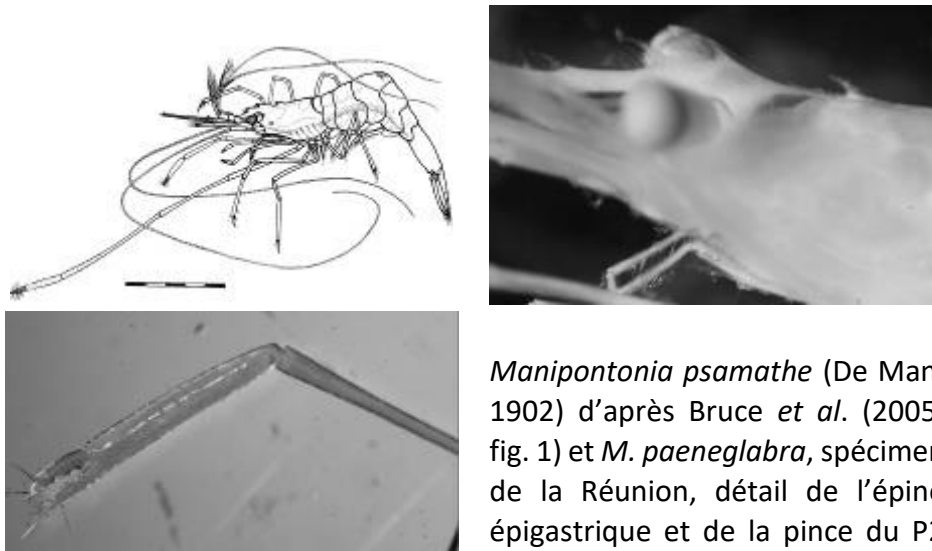 Manipontonia psamathe (De Man
1902) d’après Bruce et al. (2005
fig. 1) et M. paeneglabra, spécimen
de la Réunion, détail de l’épine
épigastrique et de la pince du P2